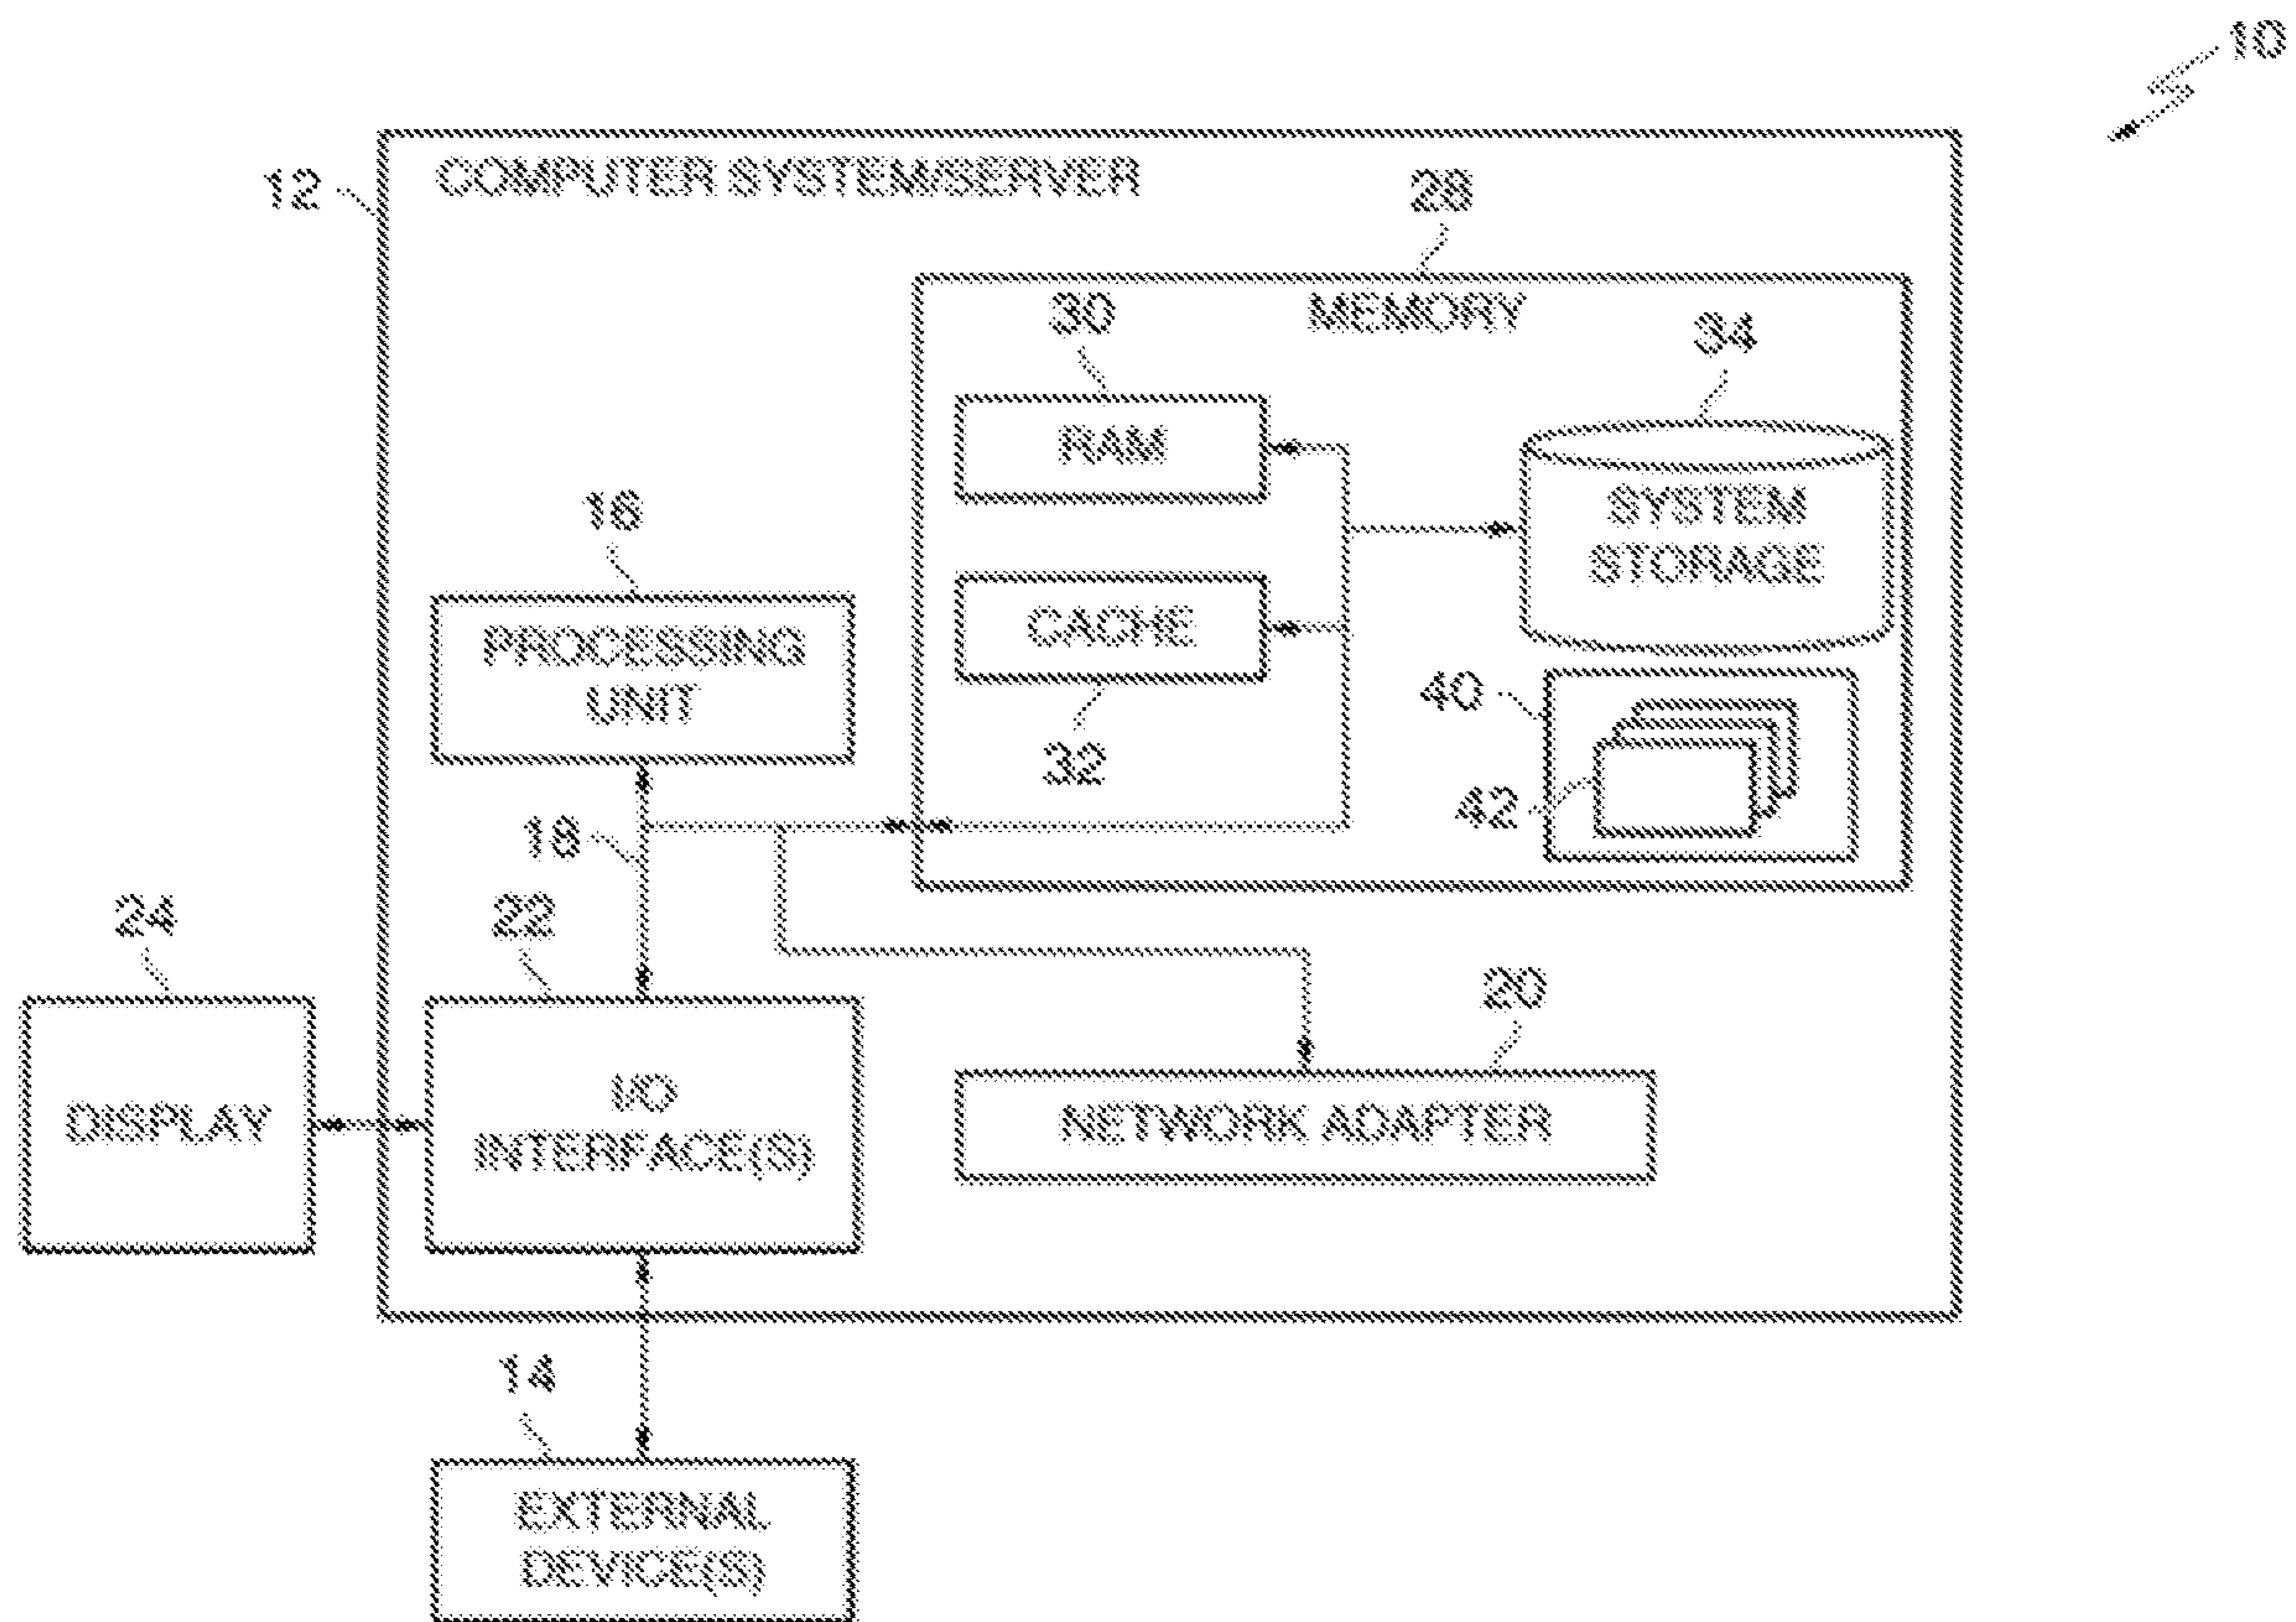 10
12
COMPUTER SYSTEM/SERVER
28
MEMORY
30
34
RAM
SYSTEM
STORAGE
16
PROCESSING
UNIT
CACHE
32
40
42
18
24
22
20
DISPLAY
I/O
INTERFACE(S)
NETWORK ADAPTER
14
EXTERNAL
DEVICE(S)